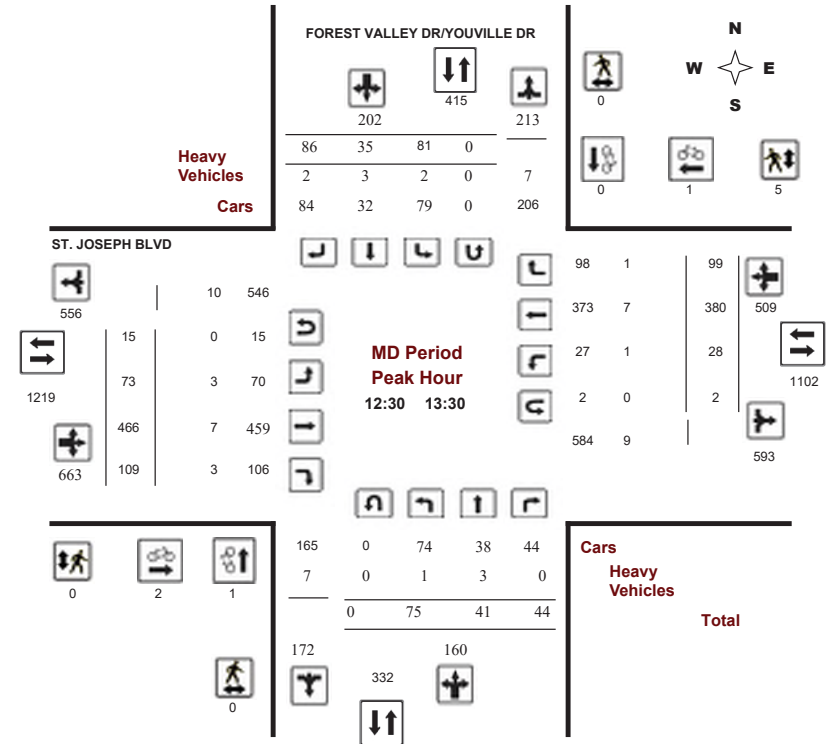 FOREST VALLEY DR/YOUVILLE DR
N
W E
S
415
0
202 213
86 35 81 0
Heavy
Vehicles
2 3 2 0 7
Cars
84 32 79 0 206
0 1 5
ST. JOSEPH BLVD
556
10 546
98 1 99
509
373 7 380
15 0 15
1219
MD Period
Peak Hour
12:30 13:30
27 1 28
1102
73 3 70
2 0 2
466 7 459
584 9
593
663
109 3 106
165 0 74 38 44
Cars
7 0 1 3 0
Heavy
Vehicles
0 2 1
0 75 41 44
Total
172 160
332
0